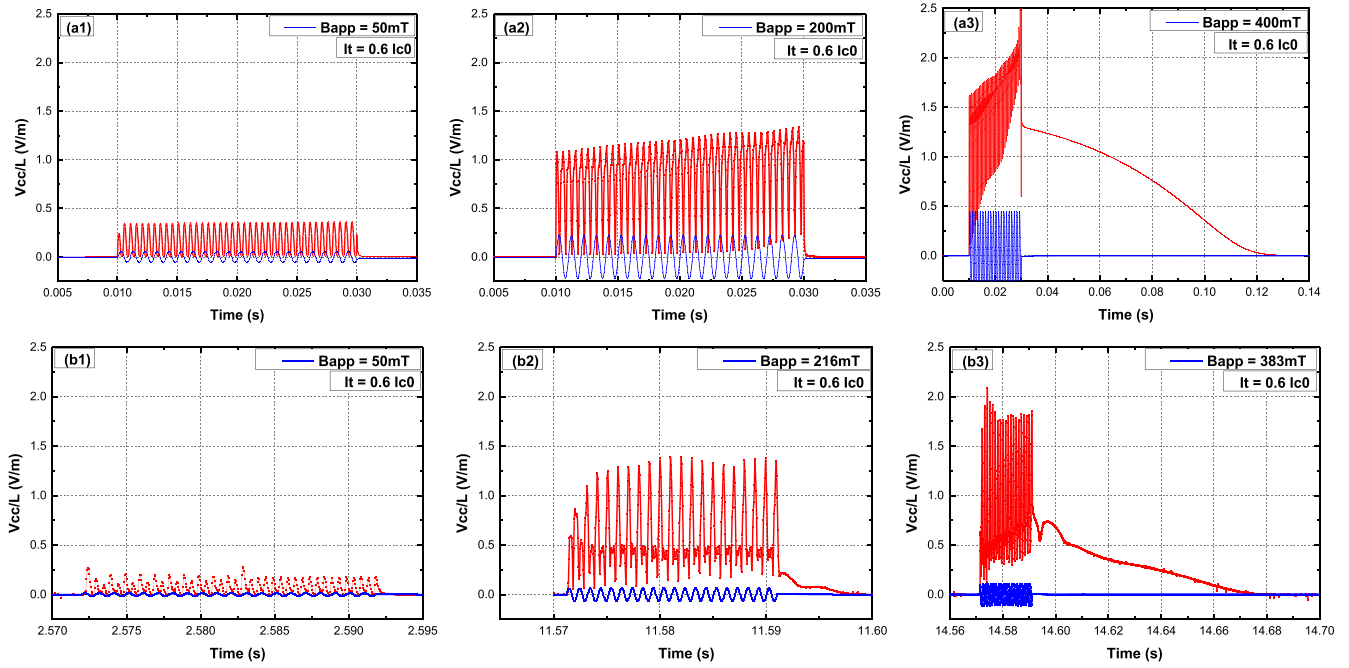 (a1)
Bapp = 50mT
It = 0.6 Ic0
Vcc/L (V/m)
2.5
2.0
1.5
1.0
0.5
0.0
0.005 0.010 0.015 0.020 0.025 0.030 0.035
Time (s)
(a2)
Bapp = 200mT
It = 0.6 Ic0
Vcc/L (V/m)
2.5
2.0
1.5
1.0
0.5
0.0
0.005 0.010 0.015 0.020 0.025 0.030 0.035
Time (s)
(a3)
Bapp = 400mT
It = 0.6 Ic0
Vcc/L (V/m)
2.5
2.0
1.5
1.0
0.5
0.0
0.00 0.02 0.04 0.06 0.08 0.10 0.12 0.14
Time (s)
(b1)
Bapp = 50mT
It = 0.6 Ic0
Vcc/L (V/m)
2.5
2.0
1.5
1.0
0.5
0.0
2.570 2.575 2.580 2.585 2.590 2.595
Time (s)
(b2)
Bapp = 216mT
It = 0.6 Ic0
Vcc/L (V/m)
2.5
2.0
1.5
1.0
0.5
0.0
11.57 11.58 11.59 11.60
Time (s)
(b3)
Bapp = 383mT
It = 0.6 Ic0
Vcc/L (V/m)
2.5
2.0
1.5
1.0
0.5
0.0
14.56 14.58 14.60 14.62 14.64 14.66 14.68 14.70
Time (s)